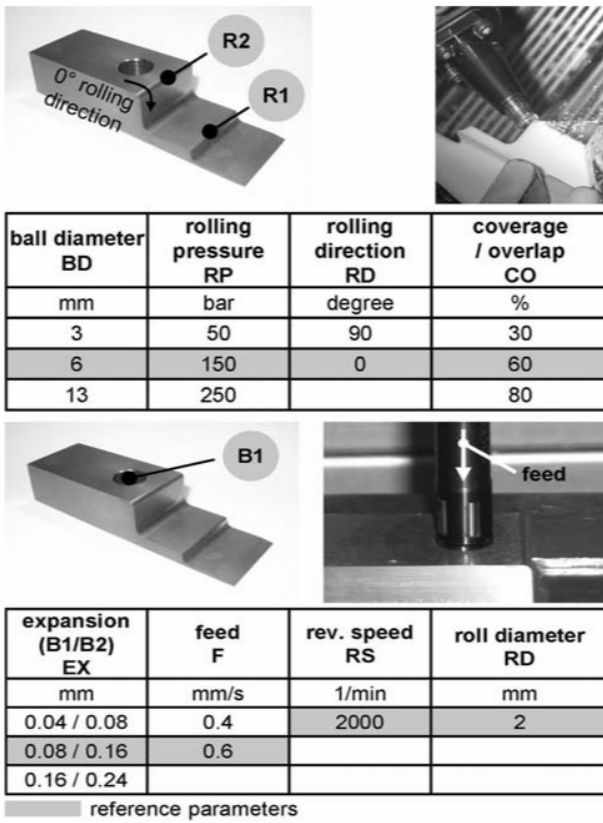 R2
R1
0° rolling
direction
ball diameter BD | rolling pressure RP | rolling direction RD | coverage / overlap CO
mm | bar | degree | %
3 | 50 | 90 | 30
6 | 150 | 0 | 60
13 | 250 | | 80
B1
feed
expansion (B1/B2) EX | feed F | rev. speed RS | roll diameter RD
mm | mm/s | 1/min | mm
0.04 / 0.08 | 0.4 | 2000 | 2
0.08 / 0.16 | 0.6
0.16 / 0.24
reference parameters